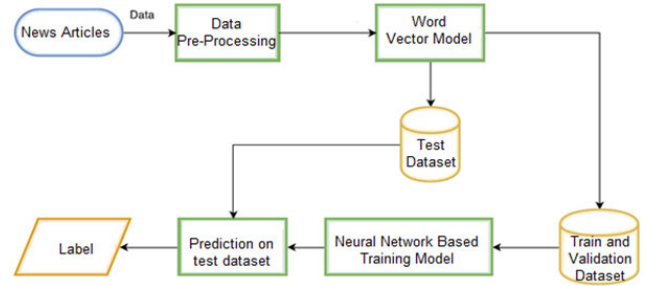 News Articles
Data
Data
Pre-Processing
Word
Vector Model
Test
Dataset
Label
Prediction on
test dataset
Neural Network Based
Training Model
Train and
Validation
Dataset